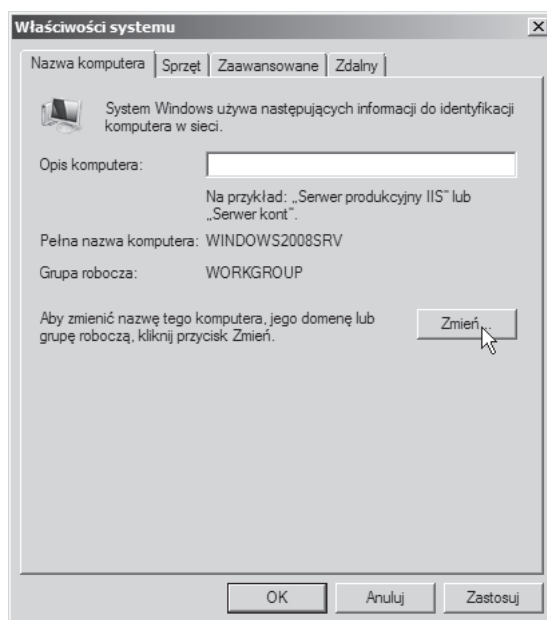 Właściwości systemu
Nazwa komputera Sprzęt Zaawansowane Zdalny
System Windows używa następujących informacji do identyfikacji
komputera w sieci.
Opis komputera:
Na przykład: „Serwer produkcyjny IIS" lub
„Serwer kont".
Pełna nazwa komputera: WINDOWS2008SRV
Grupa robocza: WORKGROUP
Aby zmienić nazwę tego komputera, jego domenę lub
grupę roboczą, kliknij przycisk Zmień.
Zmień...
OK Anuluj Zastosuj